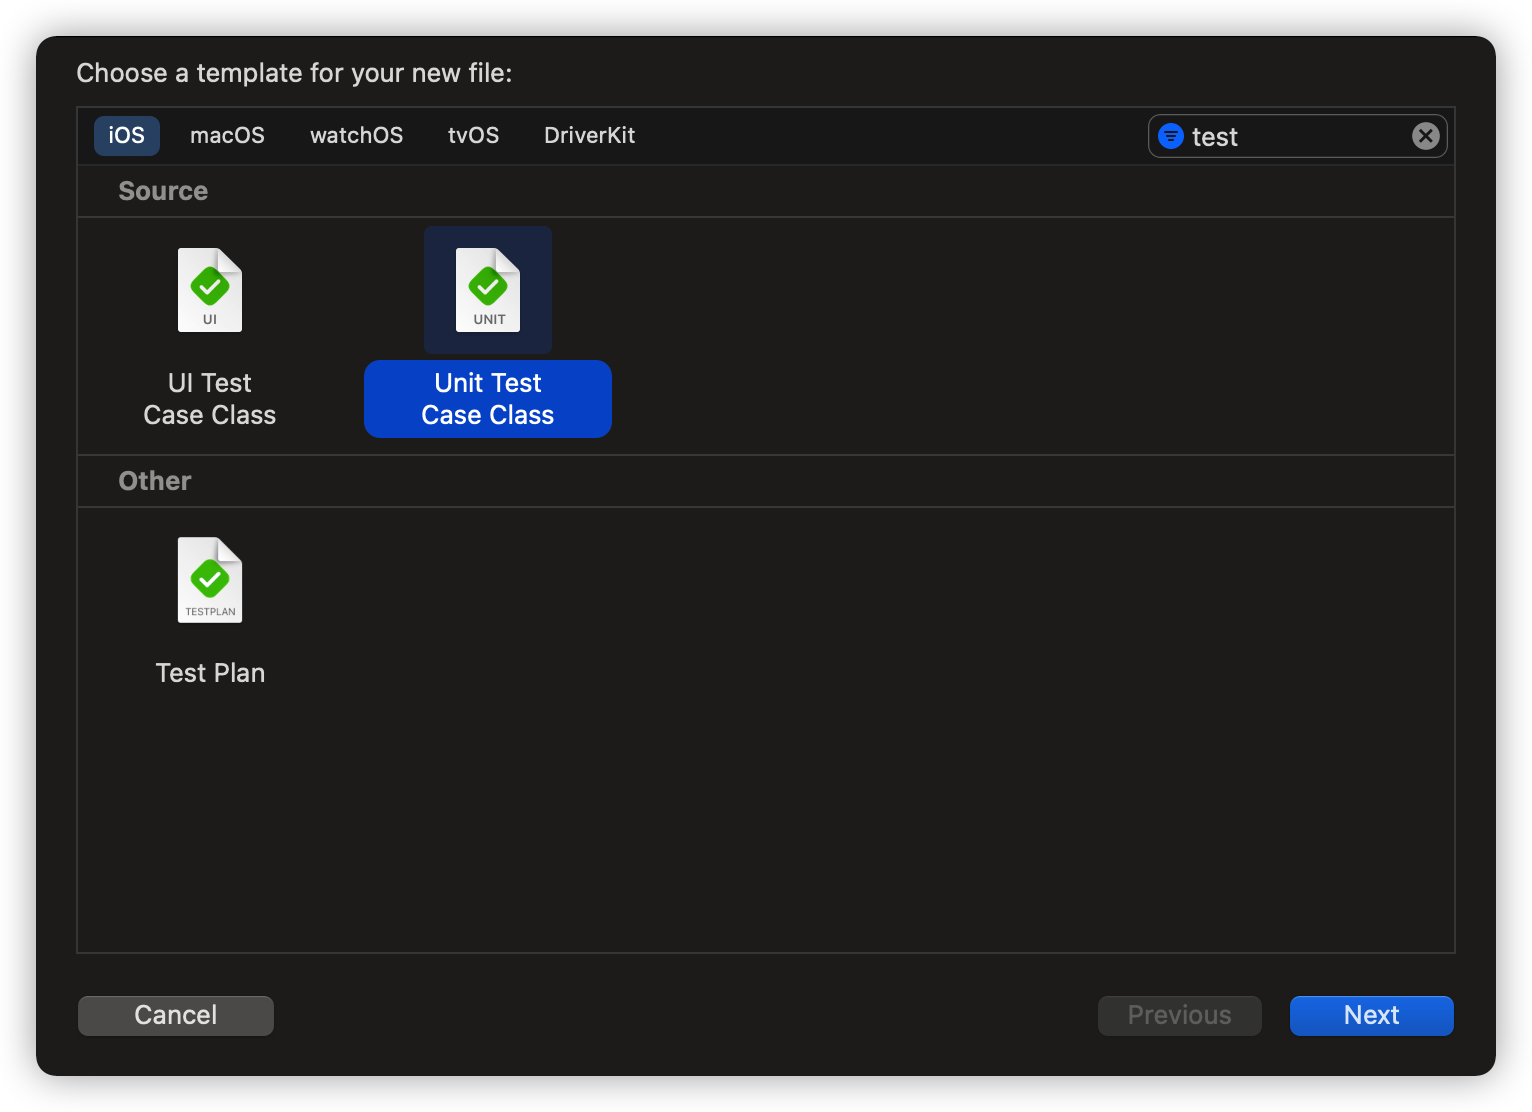 Choose a template for your new file:
iOS macOS watchOS tvOS DriverKit test
Source
UI
UNIT
UI Test
Case Class
Unit Test
Case Class
Other
TESTPLAN
Test Plan
Cancel Previous Next